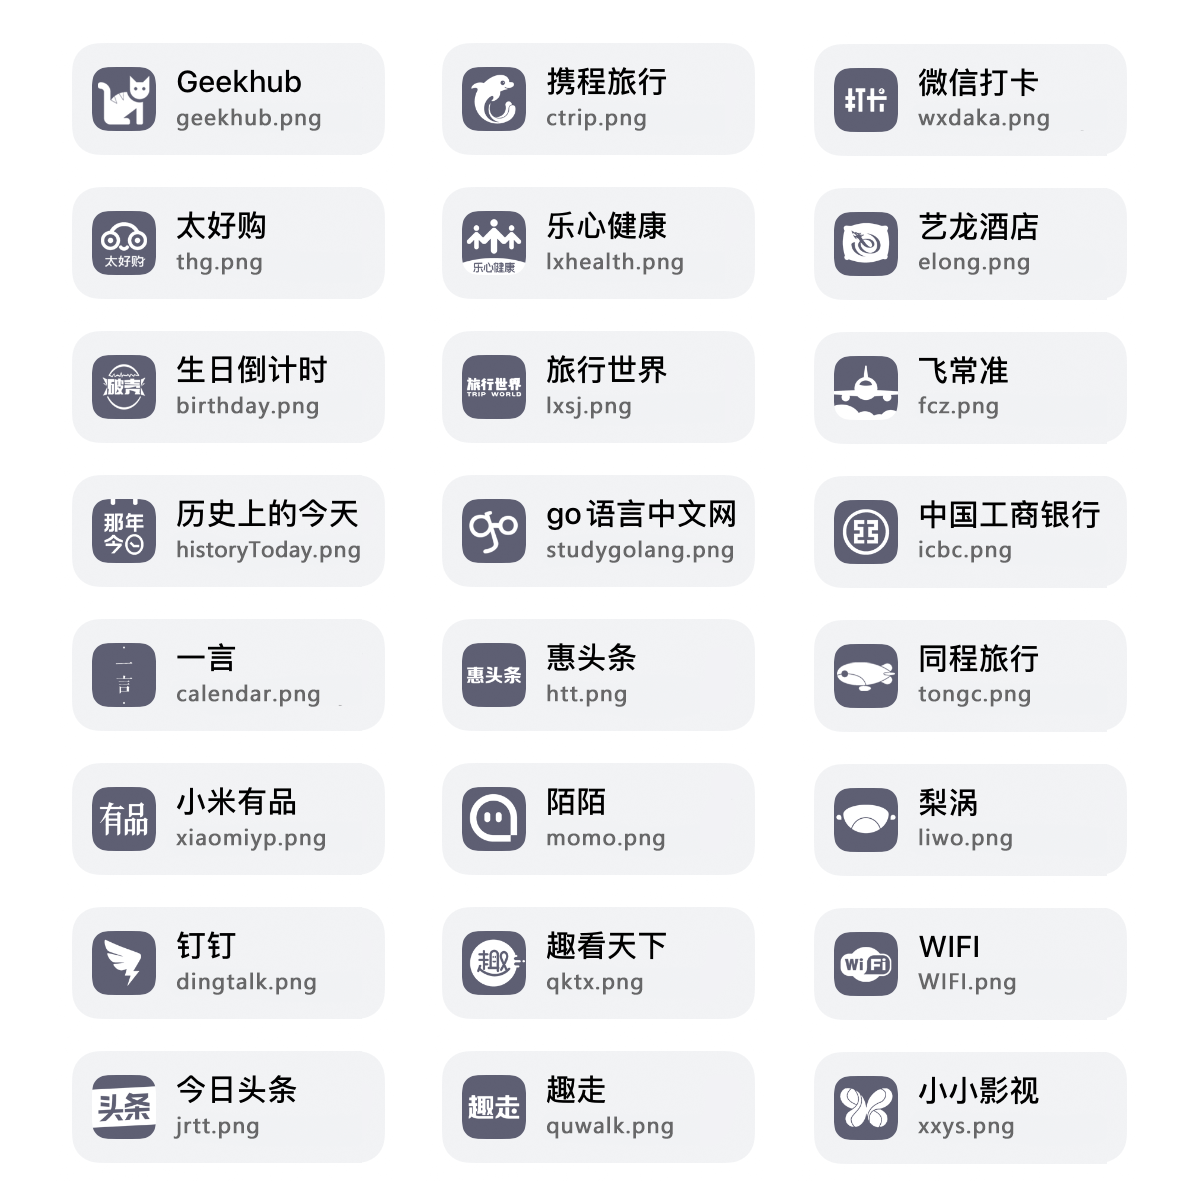 Geekhub
geekhub.png
携程旅行
ctrip.png
打卡
微信打卡
wxdaka.png
太好购
太好购
thg.png
乐心健康
乐心健康
lxhealth.png
艺龙酒店
elong.png
破壳
生日倒计时
birthday.png
旅行世界
TRIP WORLD
旅行世界
lxsj.png
飞常准
fcz.png
那年
今
历史上的今天
historyToday.png
go
go语言中文网
studygolang.png
中国工商银行
icbc.png
一
言
一言
calendar.png
惠头条
惠头条
htt.png
同程旅行
tongc.png
有品
小米有品
xiaomiyp.png
陌陌
momo.png
梨涡
liwo.png
钉钉
dingtalk.png
趣
趣看天下
qktx.png
WiFi
WIFI
WIFI.png
头条
今日头条
jrtt.png
趣走
趣走
quwalk.png
小小影视
xxys.png